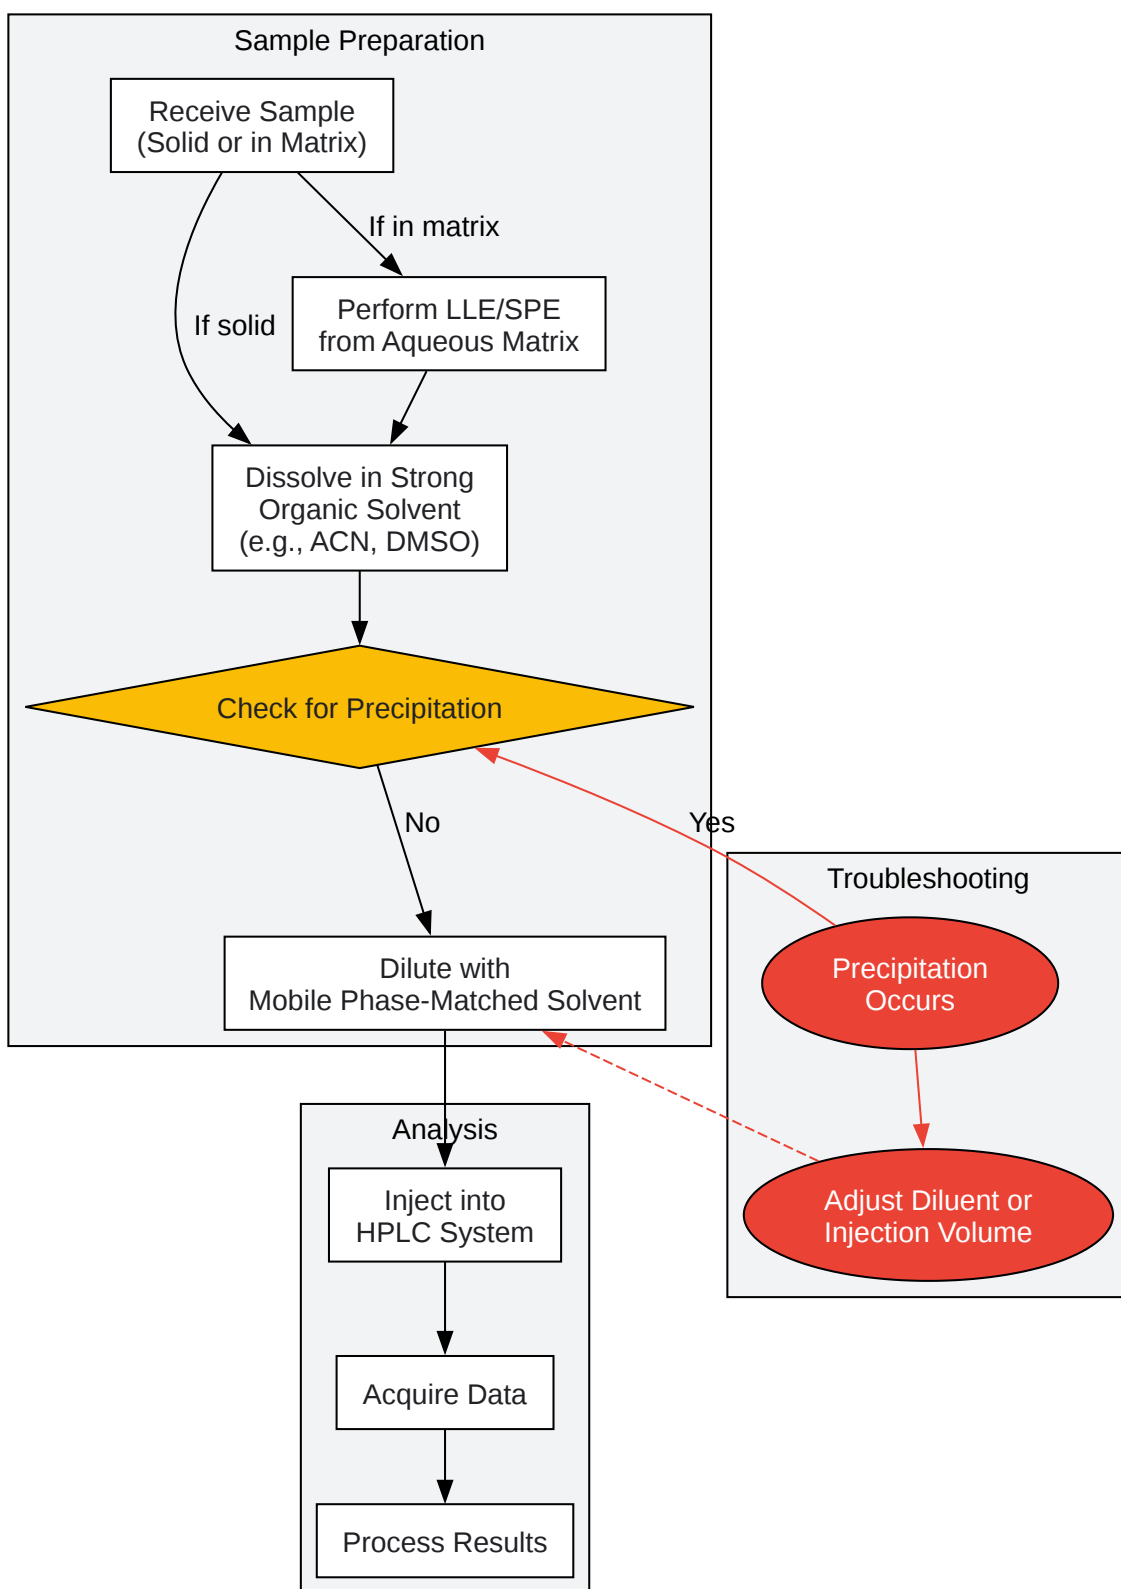 Sample Preparation
Receive Sample
(Solid or in Matrix)
If in matrix
If solid
Perform LLE/SPE
from Aqueous Matrix
Dissolve in Strong
Organic Solvent
(e.g., ACN, DMSO)
Check for Precipitation
No
Yes
Dilute with
Mobile Phase-Matched Solvent
Troubleshooting
Precipitation
Occurs
Adjust Diluent or
Injection Volume
Analysis
Inject into
HPLC System
Acquire Data
Process Results